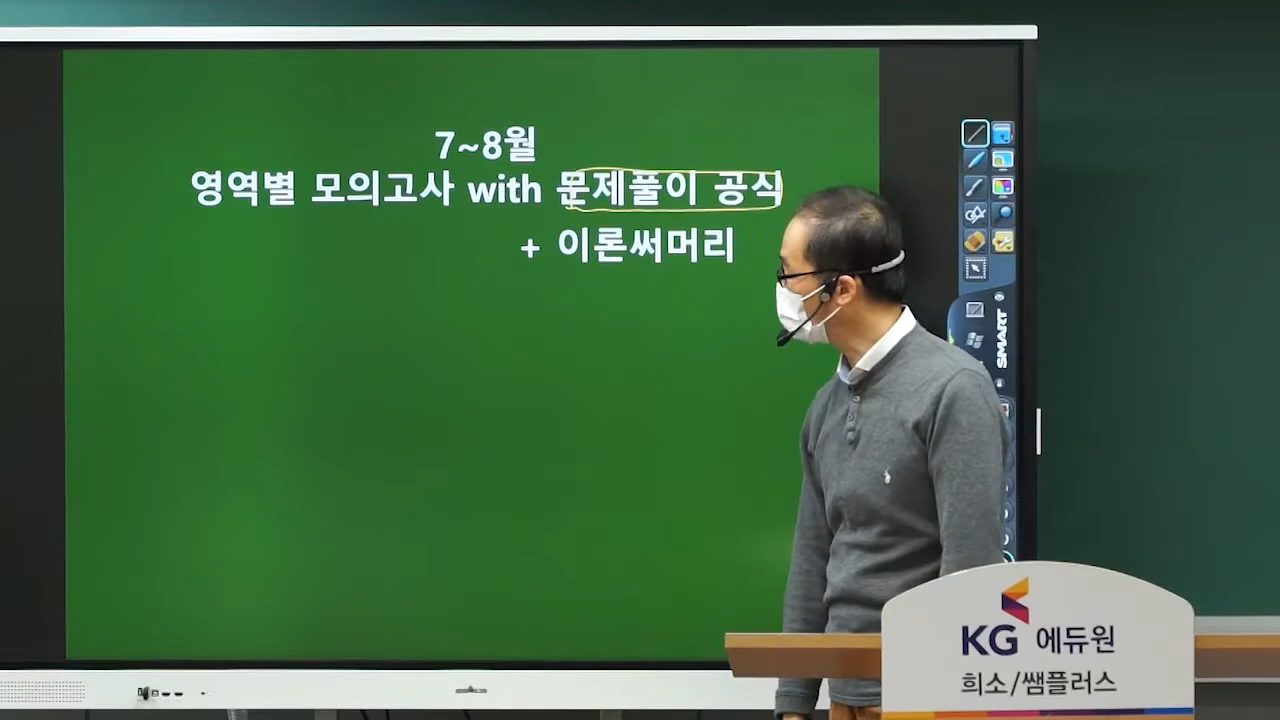 7~8월
영역별 모의고사 with 문제풀이 공식
+ 이론써머리
SMART
KG 에듀원
희소/쌤플러스